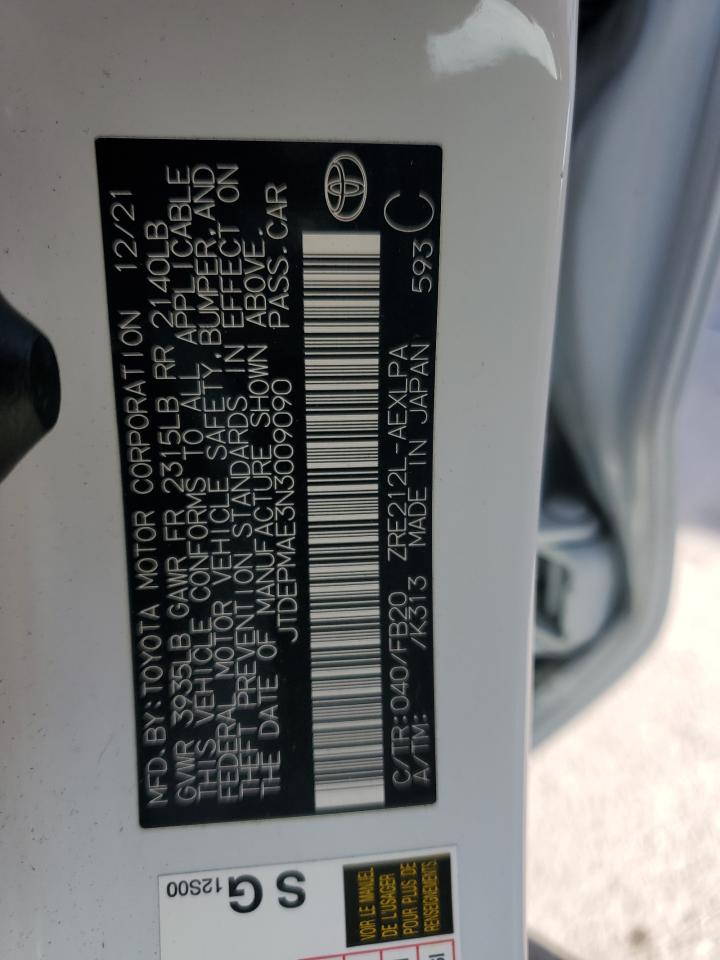 MFD.BY:TOYOTA MOTOR CORPORATION 12/21
GVWR 3935LB GAWR FR 2315LB RR 2140LB
THIS VEHICLE CONFORMS TO ALL APPLICABLE
FEDERAL MOTOR VEHICLE SAFETY,BUMPER,AND
THEFT PREVENTION STANDARDS IN EFFECT ON
THE DATE OF MANUFACTURE SHOWN ABOVE.
JTDEPMAE3N3009090 PASS.CAR
C/TR:040/FB20 ZRE212L-AEXLPA
A/TM: /K313 MADE IN JAPAN 593 C
S G
12S00
VOIR LE MANUEL
DE L'USAGER
POUR PLUS DE
RENSEIGNEMENTS